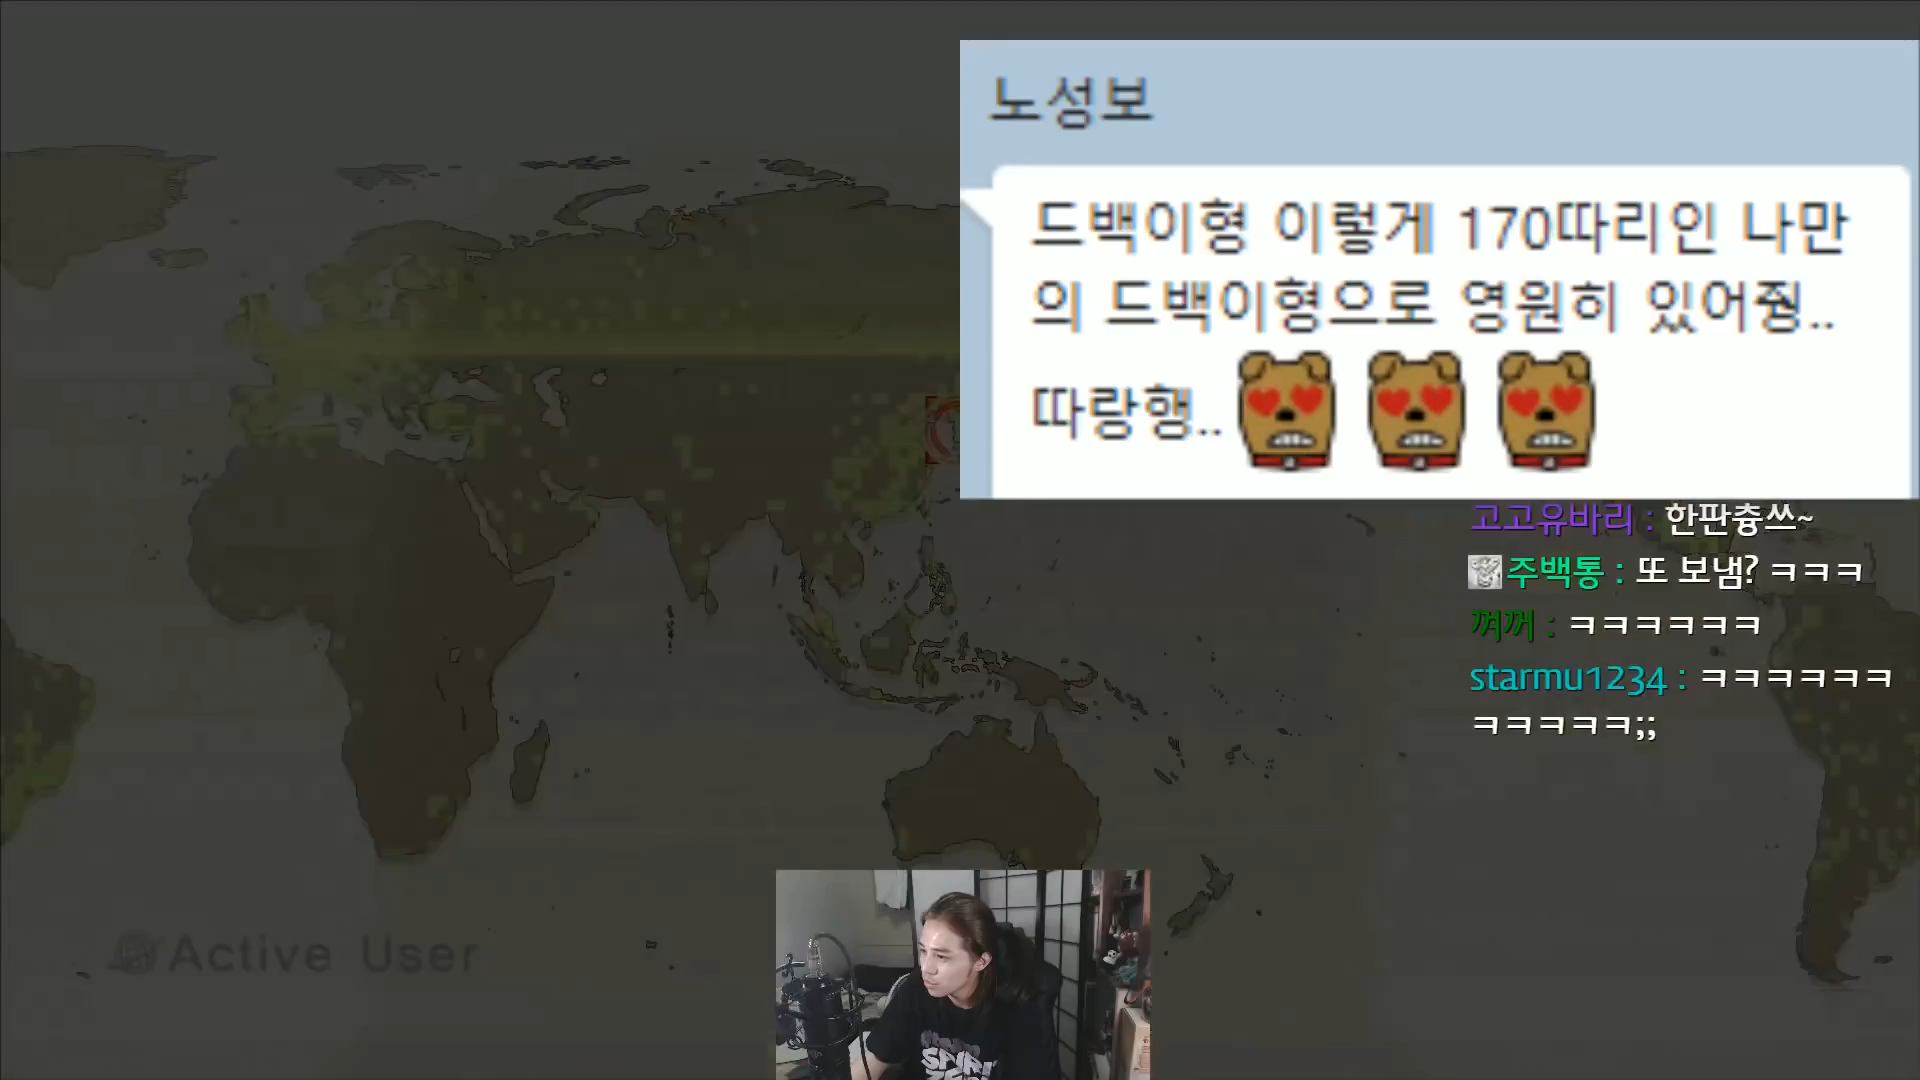 노성보
드백이형 이렇게 170따리인 나만
의 드백이형으로 영원히 있어줭..
따랑행..
고고유바리 : 한판츙쓰~
주백통 : 또 보냄? ㅋㅋㅋ
껴꺼 : ㅋㅋㅋㅋㅋㅋ
starmu1234 : ㅋㅋㅋㅋㅋㅋ
ㅋㅋㅋㅋㅋ;;
Active User